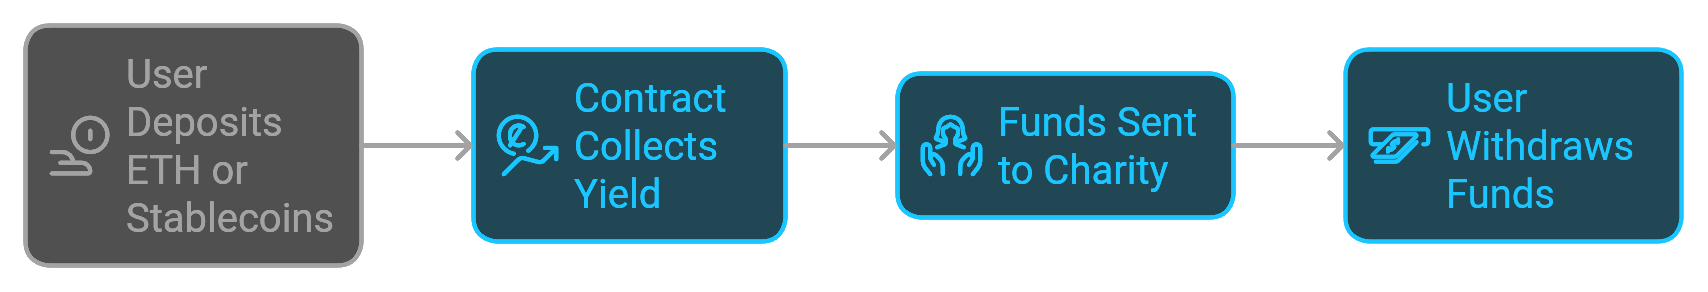 User
Deposits
ETH or
Stablecoins
Contract
Collects
Yield
Funds Sent
to Charity
User
Withdraws
Funds